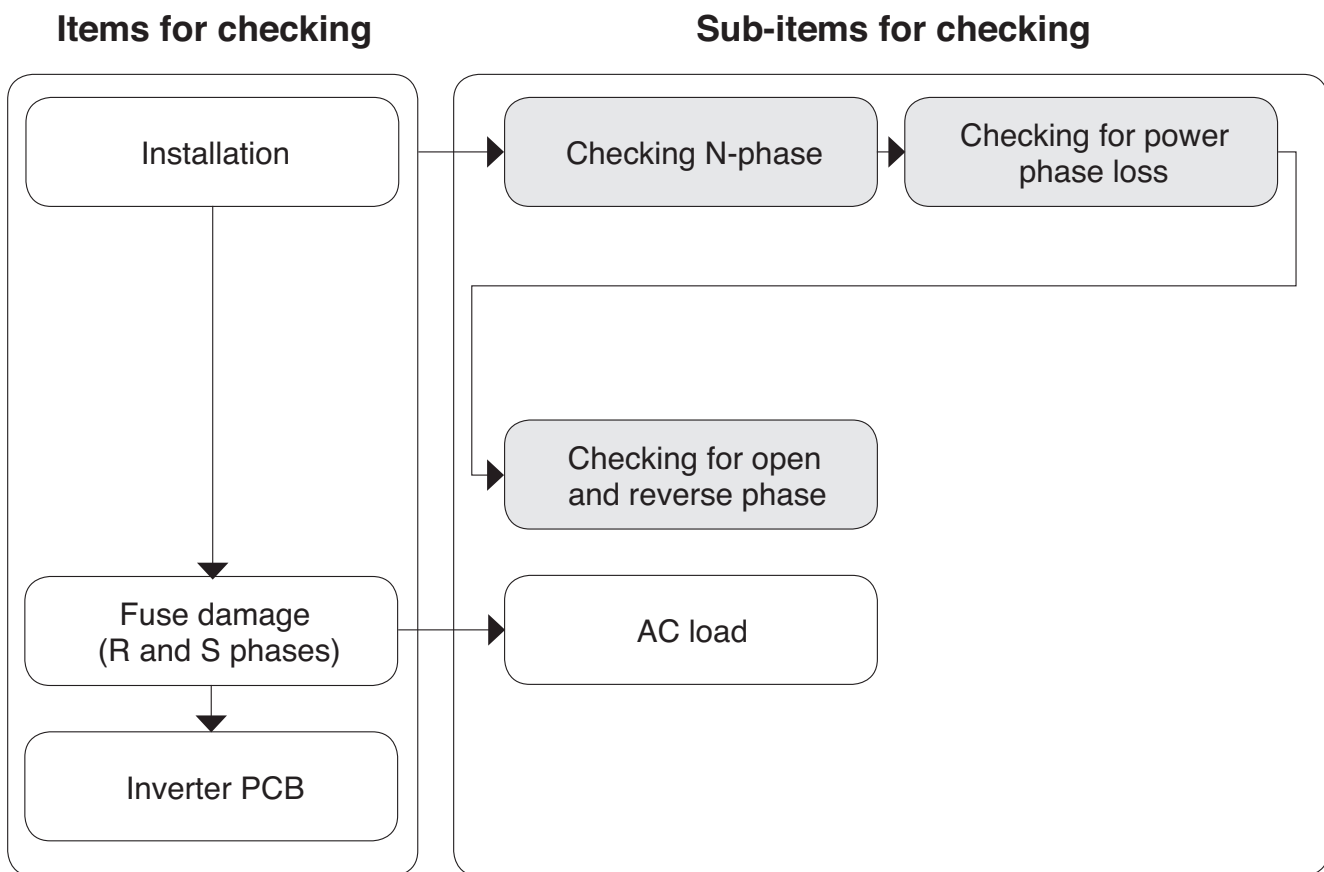 Items for checking
Sub-items for checking
Installation
Checking N-phase
Checking for power
phase loss
Checking for open
and reverse phase
Fuse damage
(R and S phases)
AC load
Inverter PCB